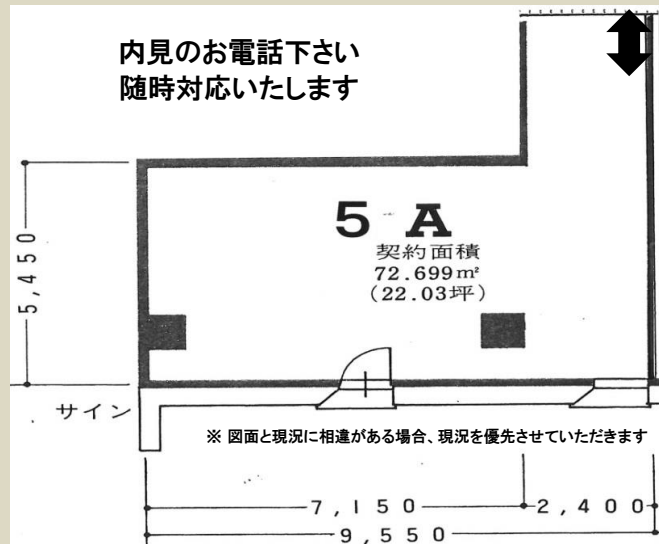 内見のお電話下さい
随時対応いたします
5 A
契約面積
72.699㎡
(22.03坪)
5,450
サイン
※ 図面と現況に相違がある場合、現況を優先させていただきます
7,150
2,400
9,550